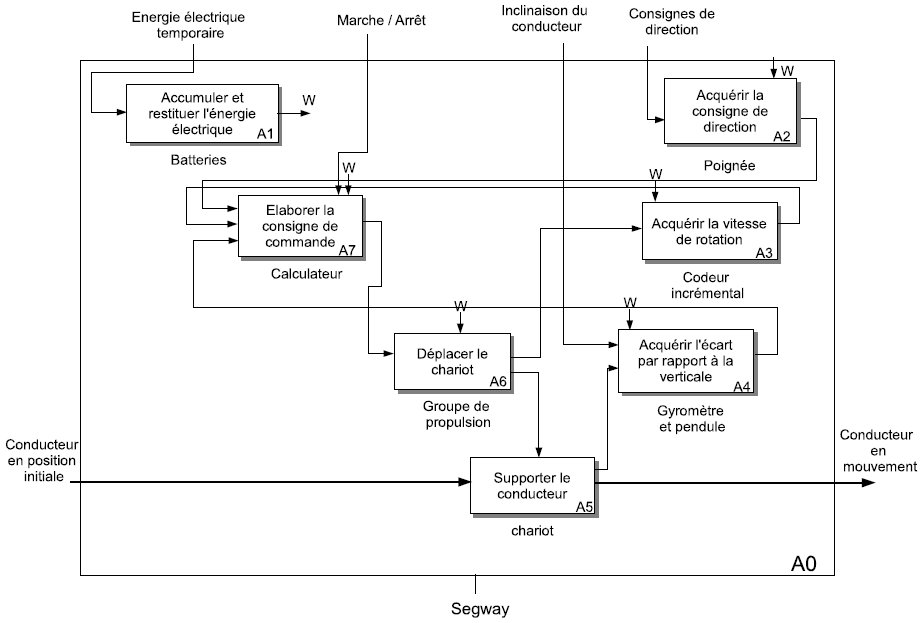 Energie électrique
temporaire
Marche / Arrêt
Inclinaison du
conducteur
Consignes de
direction
W
Accumuler et
restituer l'énergie
électrique
A1
W
Batteries
Acquérir la
consigne de
direction
A2
Poignée
W
W
Elaborer la
consigne de
commande
A7
Calculateur
Acquérir la vitesse
de rotation
A3
Codeur
incrémental
W
W
Déplacer le
chariot
A6
Groupe de
propulsion
Acquérir l'écart
par rapport à la
verticale
A4
Gyromètre
et pendule
Conducteur
en position
initiale
Conducteur
en
mouvement
Supporter le
conducteur
A5
chariot
A0
Segway